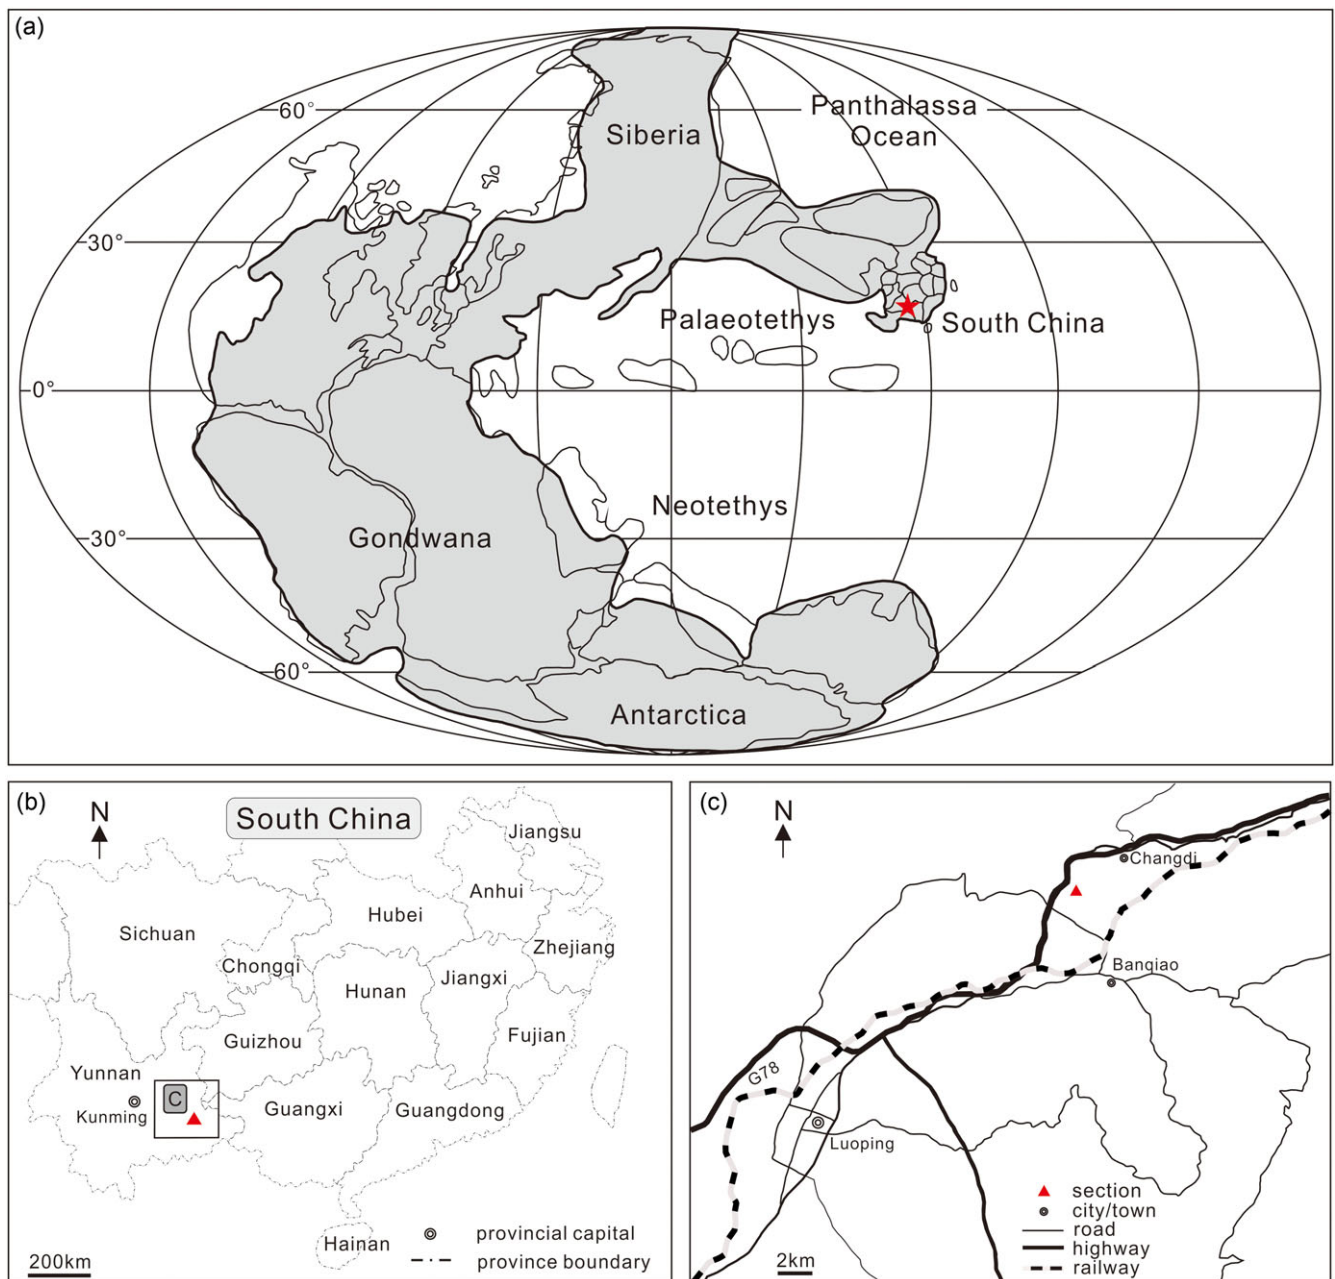 (a)
60°
Panthalassa
Ocean
Siberia
30°
Palaeotethys
South China
0°
Neotethys
30°
Gondwana
60°
Antarctica
(b)
N
South China
Jiangsu
Anhui
Hubei
Sichuan
Zhejiang
Chongqi
Jiangxi
Hunan
Guizhou
Fujian
Yunnan
C
Kunming
Guangxi
Guangdong
Hainan
provincial capital
province boundary
200km
(c)
N
Changdi
Banqiao
G78
Luoping
section
city/town
road
highway
railway
2km